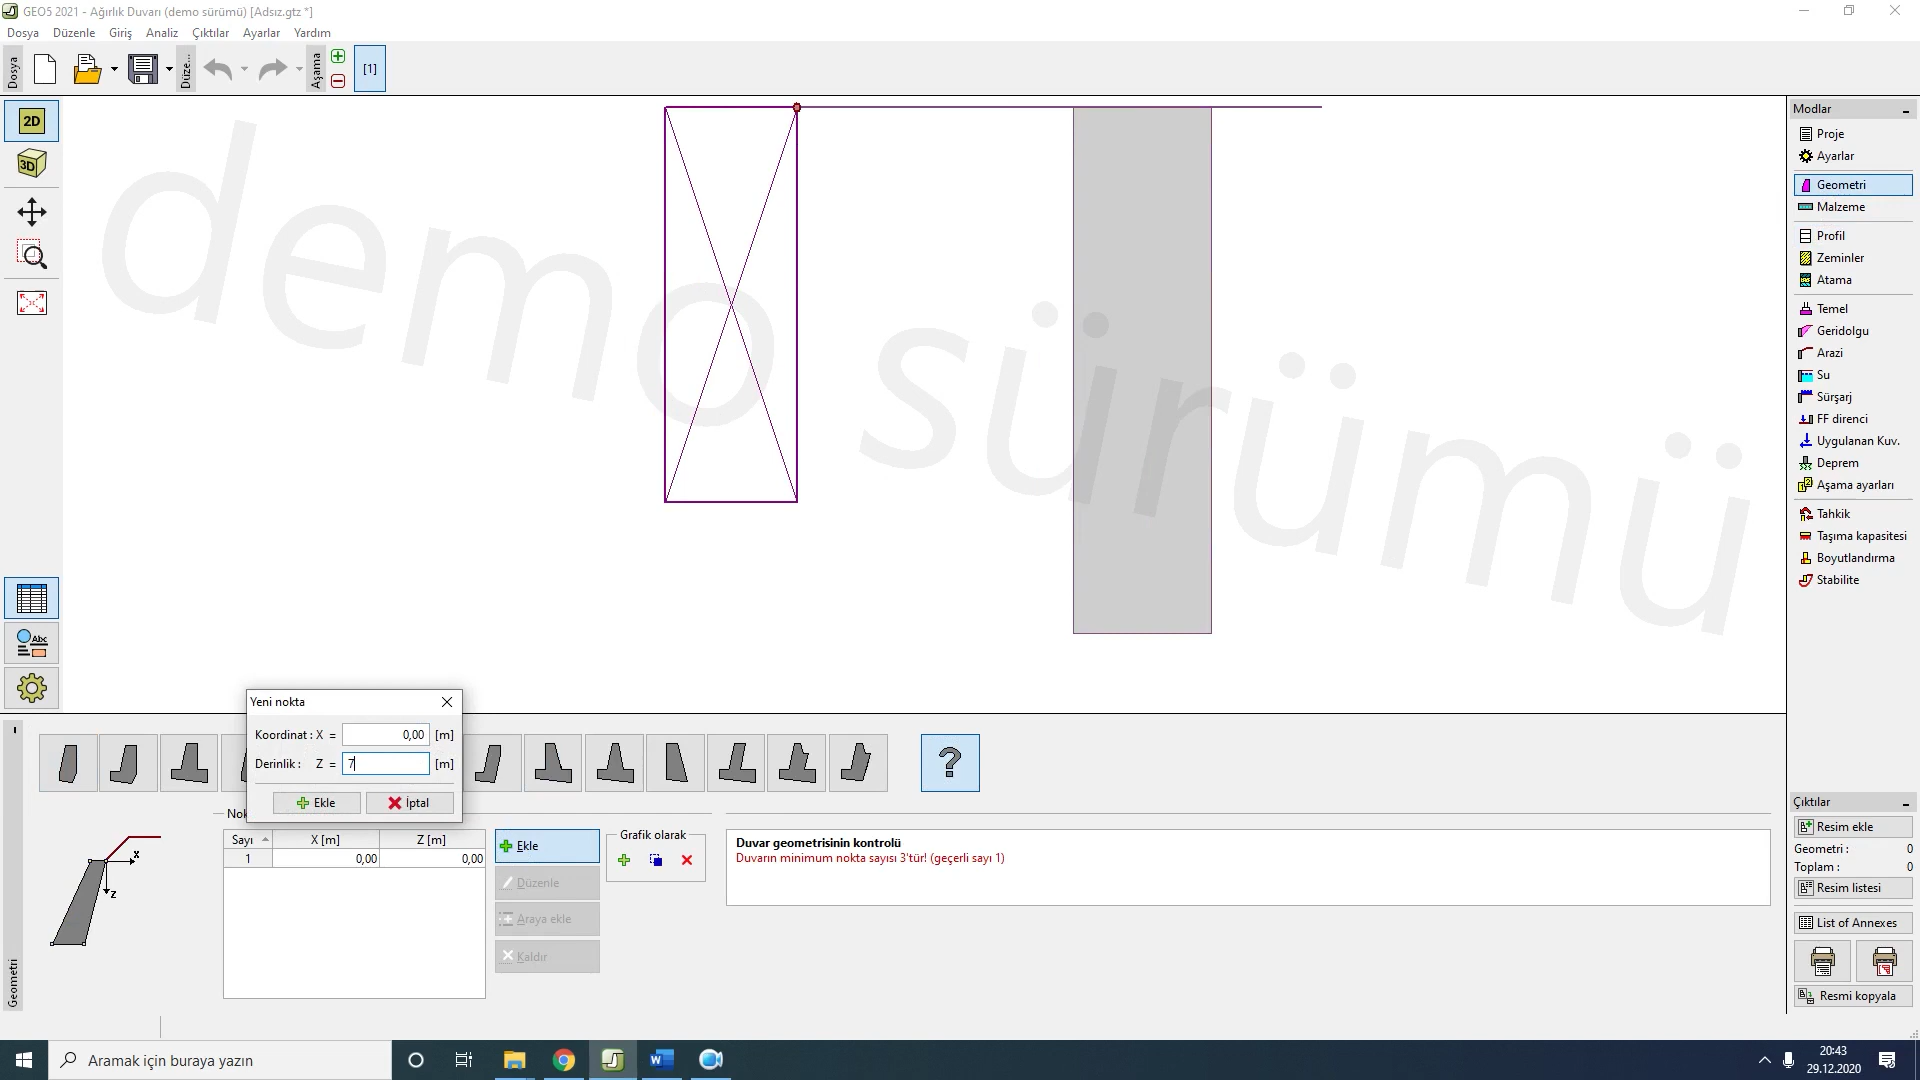 GEO5 2021 - Ağırlık Duvarı (demo sürümü) [Adsız.gtz *]
Dosya Düzenle Giriş Analiz Çıktılar Ayarlar Yardım
Dosya
Düze...
Aşama
[1]
2D
3D
demo sürümü
Modlar
Proje
Ayarlar
Geometri
Malzeme
Profil
Zeminler
Atama
Temel
Geridolgu
Arazi
Su
Sürşarj
FF direnci
Uygulanan Kuv.
Deprem
Aşama ayarları
Tahkik
Taşıma kapasitesi
Boyutlandırma
Stabilite
Abc
Yeni nokta
Koordinat : X = 0,00 [m]
Derinlik : Z = 7 [m]
Ekle İptal
?
Nok
Sayı X [m] Z [m]
1 0,00 0,00
x
z
Ekle
Düzenle
Araya ekle
Kaldır
Grafik olarak
Duvar geometrisinin kontrolü
Duvarın minimum nokta sayısı 3'tür! (geçerli sayı 1)
Geometri
Çıktılar
Resim ekle
Geometri : 0
Toplam : 0
Resim listesi
List of Annexes
Resmi kopyala
Aramak için buraya yazın
20:43
29.12.2020